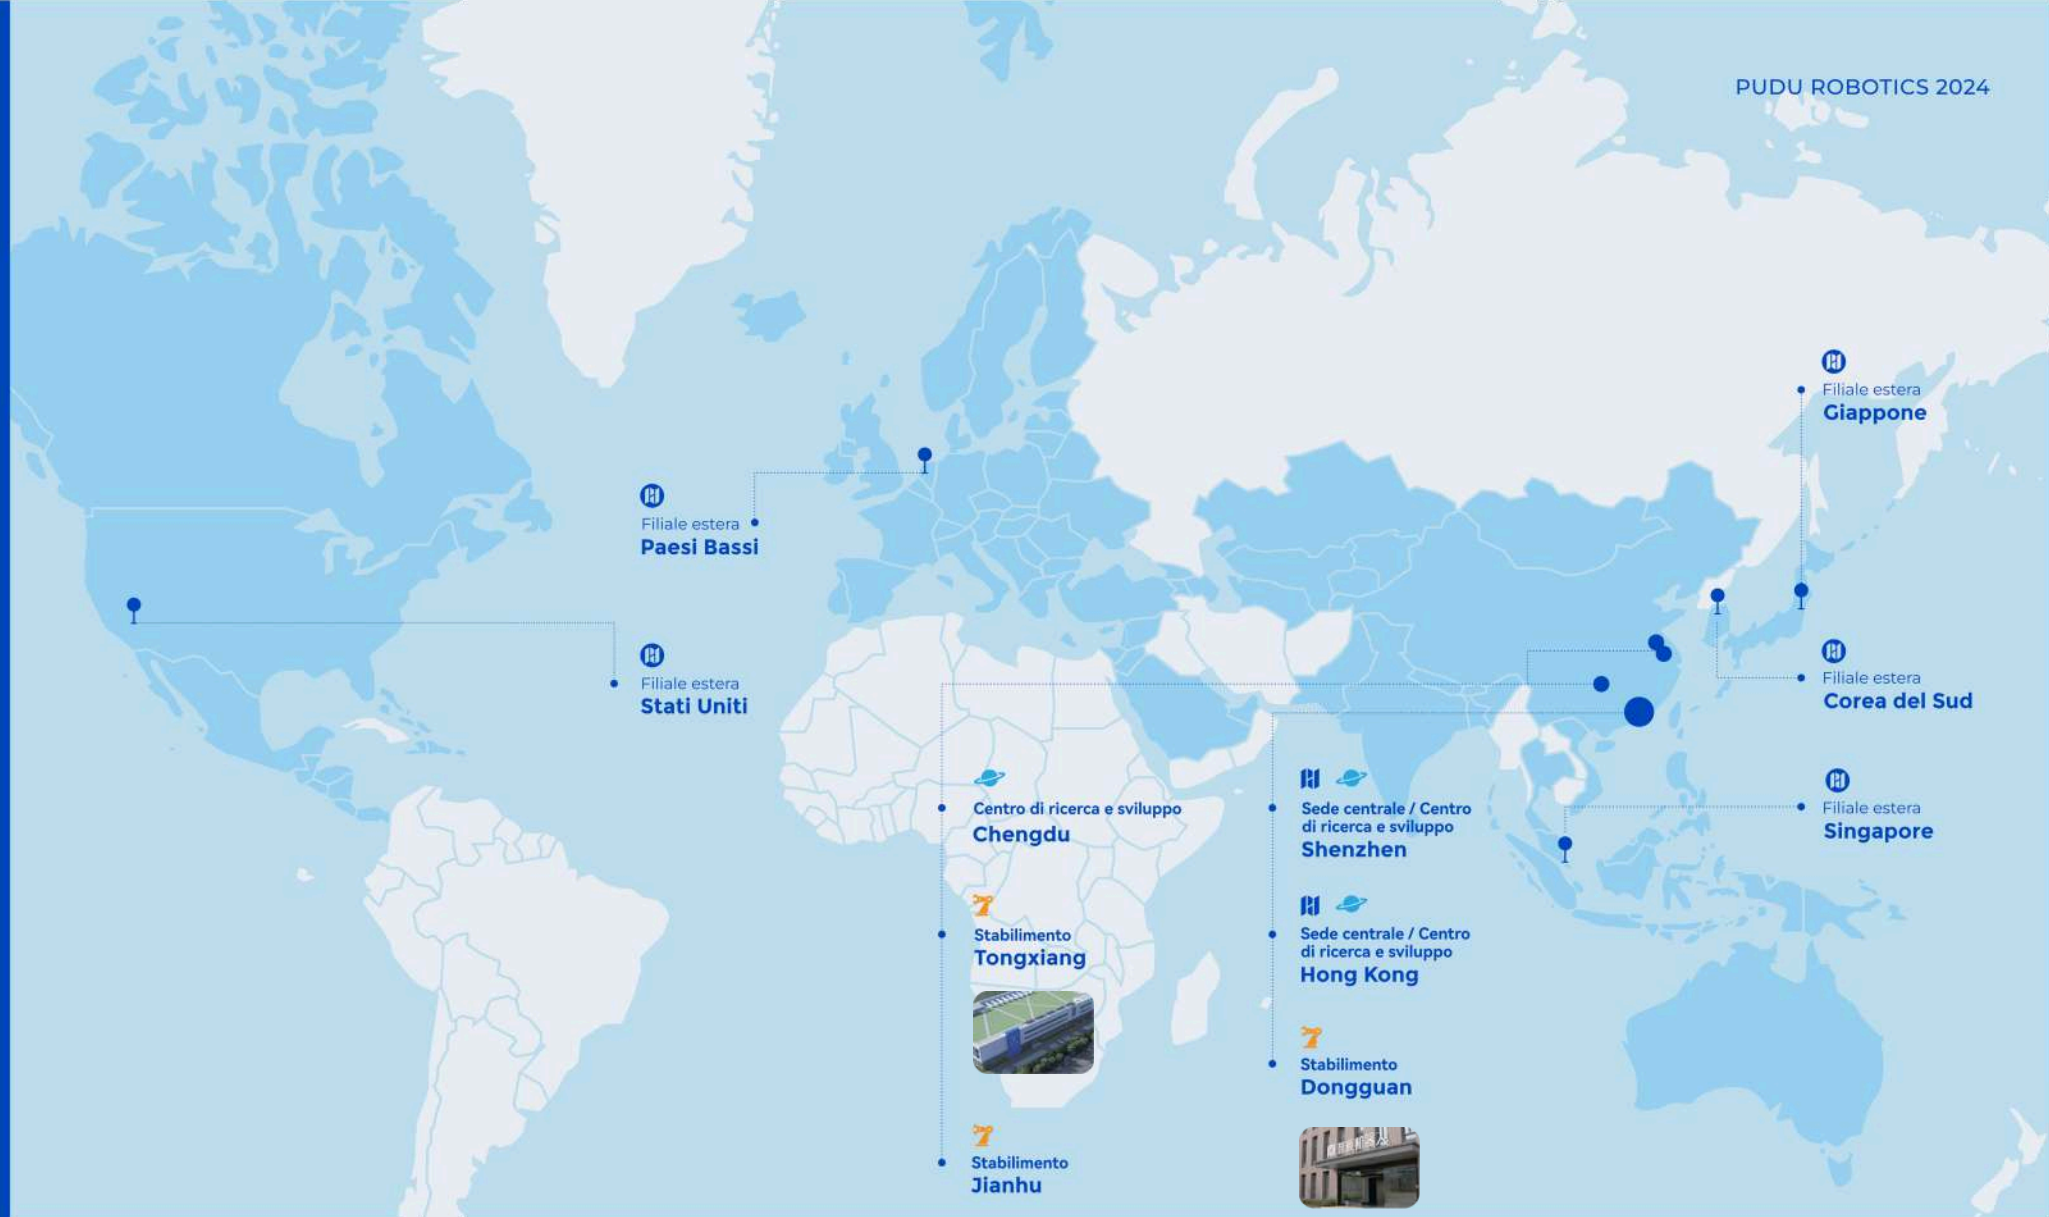 PUDU ROBOTICS 2024
Filiale estera
Giappone
Filiale estera
Paesi Bassi
Filiale estera
Stati Uniti
Filiale estera
Corea del Sud
Filiale estera
Singapore
Centro di ricerca e sviluppo
Chengdu
Stabilimento
Tongxiang
Stabilimento
Jianhu
Sede centrale / Centro
di ricerca e sviluppo
Shenzhen
Sede centrale / Centro
di ricerca e sviluppo
Hong Kong
Stabilimento
Dongguan